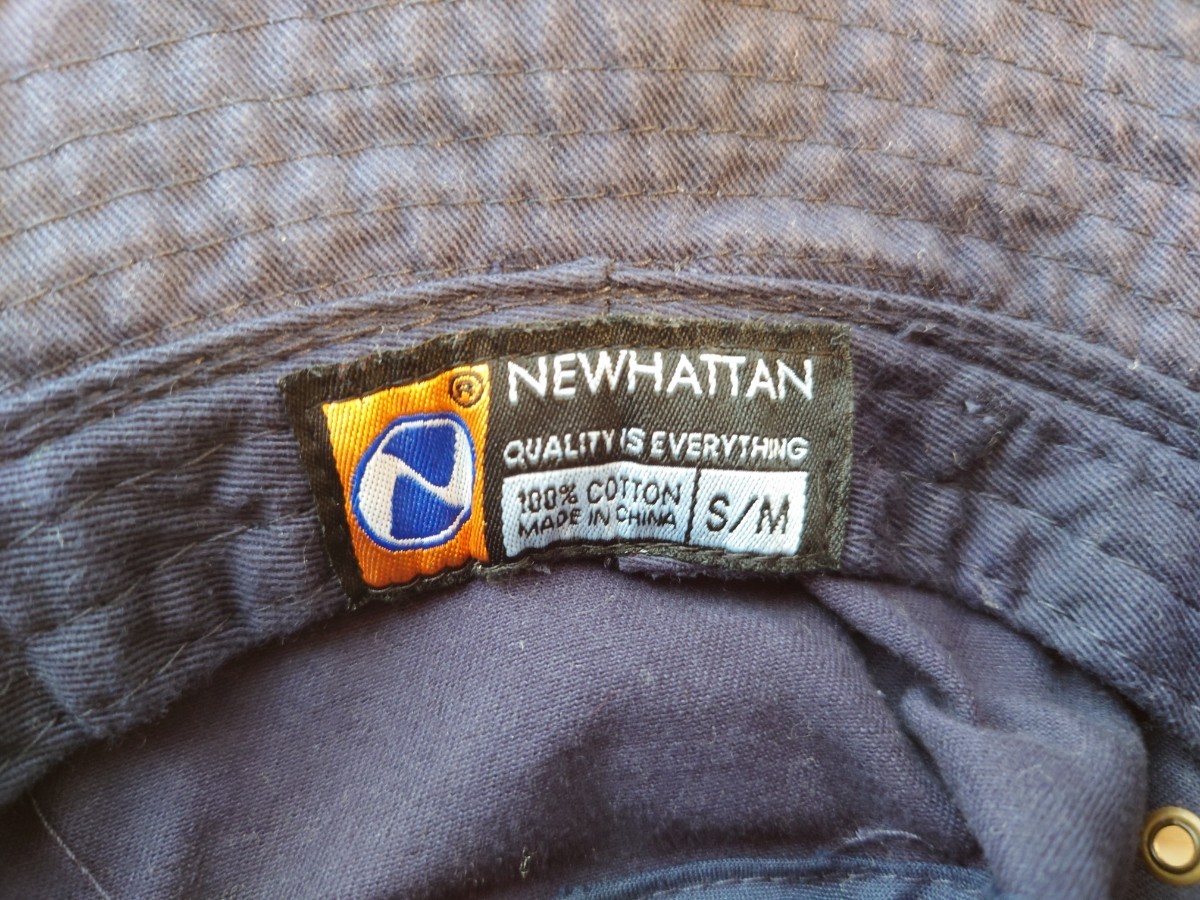 ®
NEWHATTAN
QUALITY IS EVERYTHING
100% COTTON
MADE IN CHINA
S/M